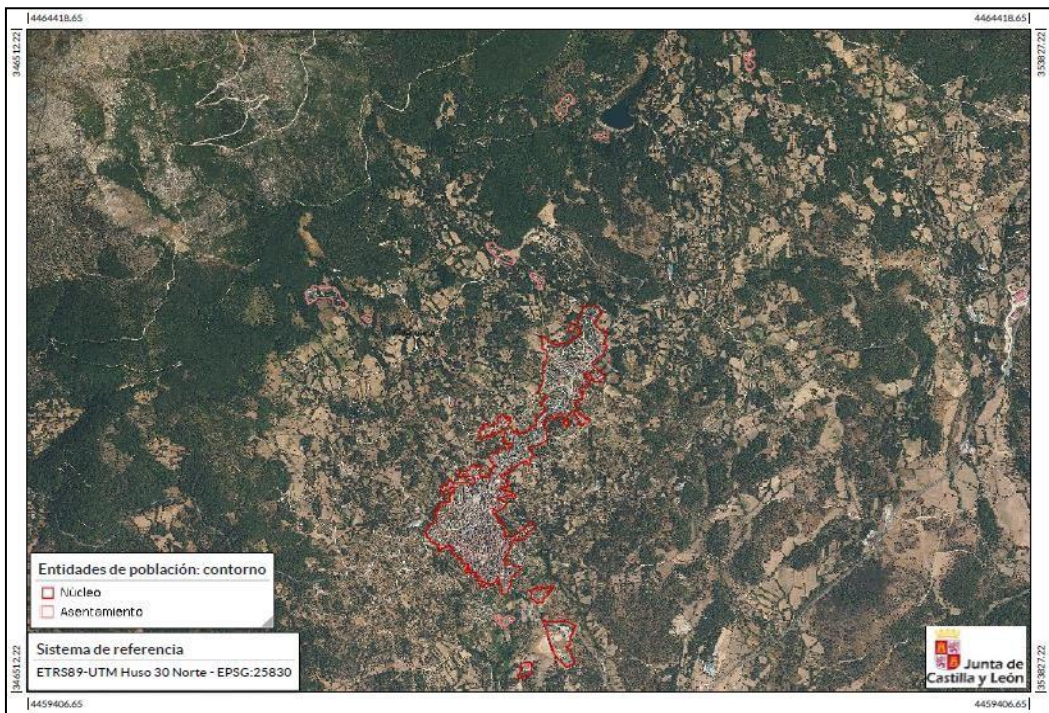 4464418.65
4464418.65
346512.22
353827.22
Entidades de población: contorno
Núcleo
Asentamiento
Sistema de referencia
ETRS89-UTM Huso 30 Norte - EPSG:25830
Junta de
Castilla y León
346512.22
353827.22
4459406.65
4459406.65